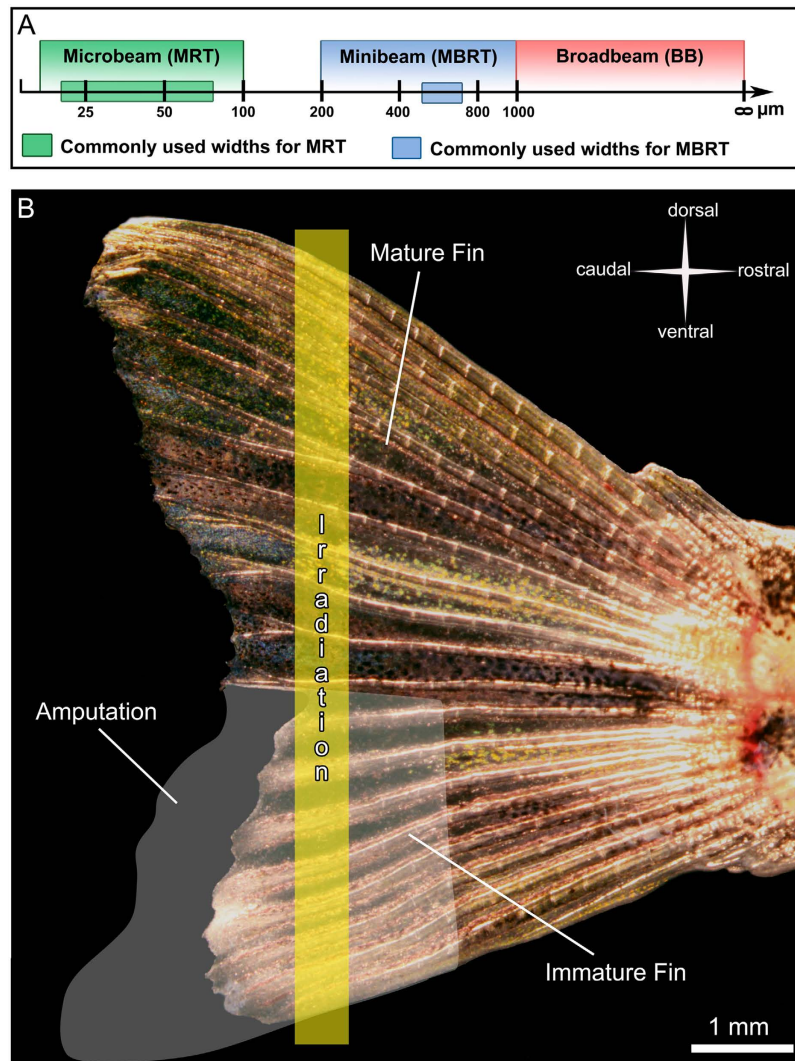 A
Microbeam (MRT)
Minibeam (MBRT)
Broadbeam (BB)
25
50
100
200
400
800
1000
∞
µm
Commonly used widths for MRT
Commonly used widths for MBRT
B
dorsal
caudal
rostral
ventral
Mature Fin
Irradiation
Amputation
Immature Fin
1 mm